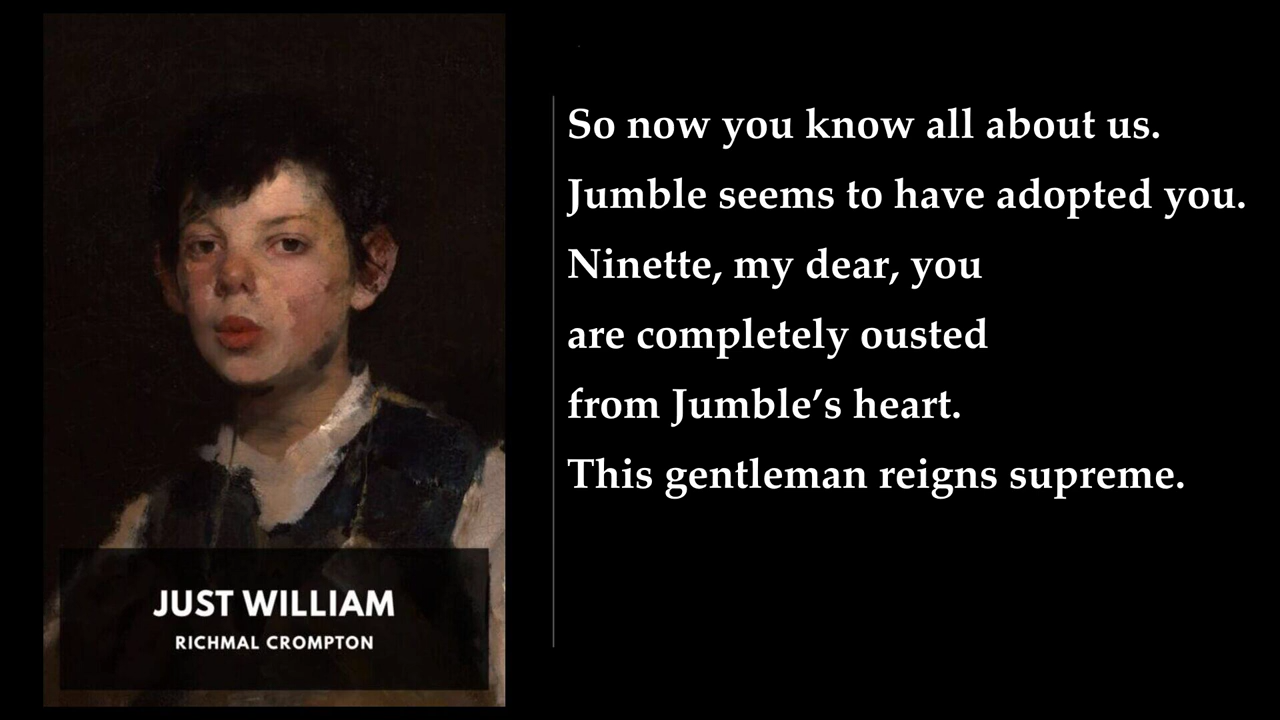 So now you know all about us.
Jumble seems to have adopted you.
Ninette, my dear, you
are completely ousted
from Jumble’s heart.
This gentleman reigns supreme.
JUST WILLIAM
RICHMAL CROMPTON